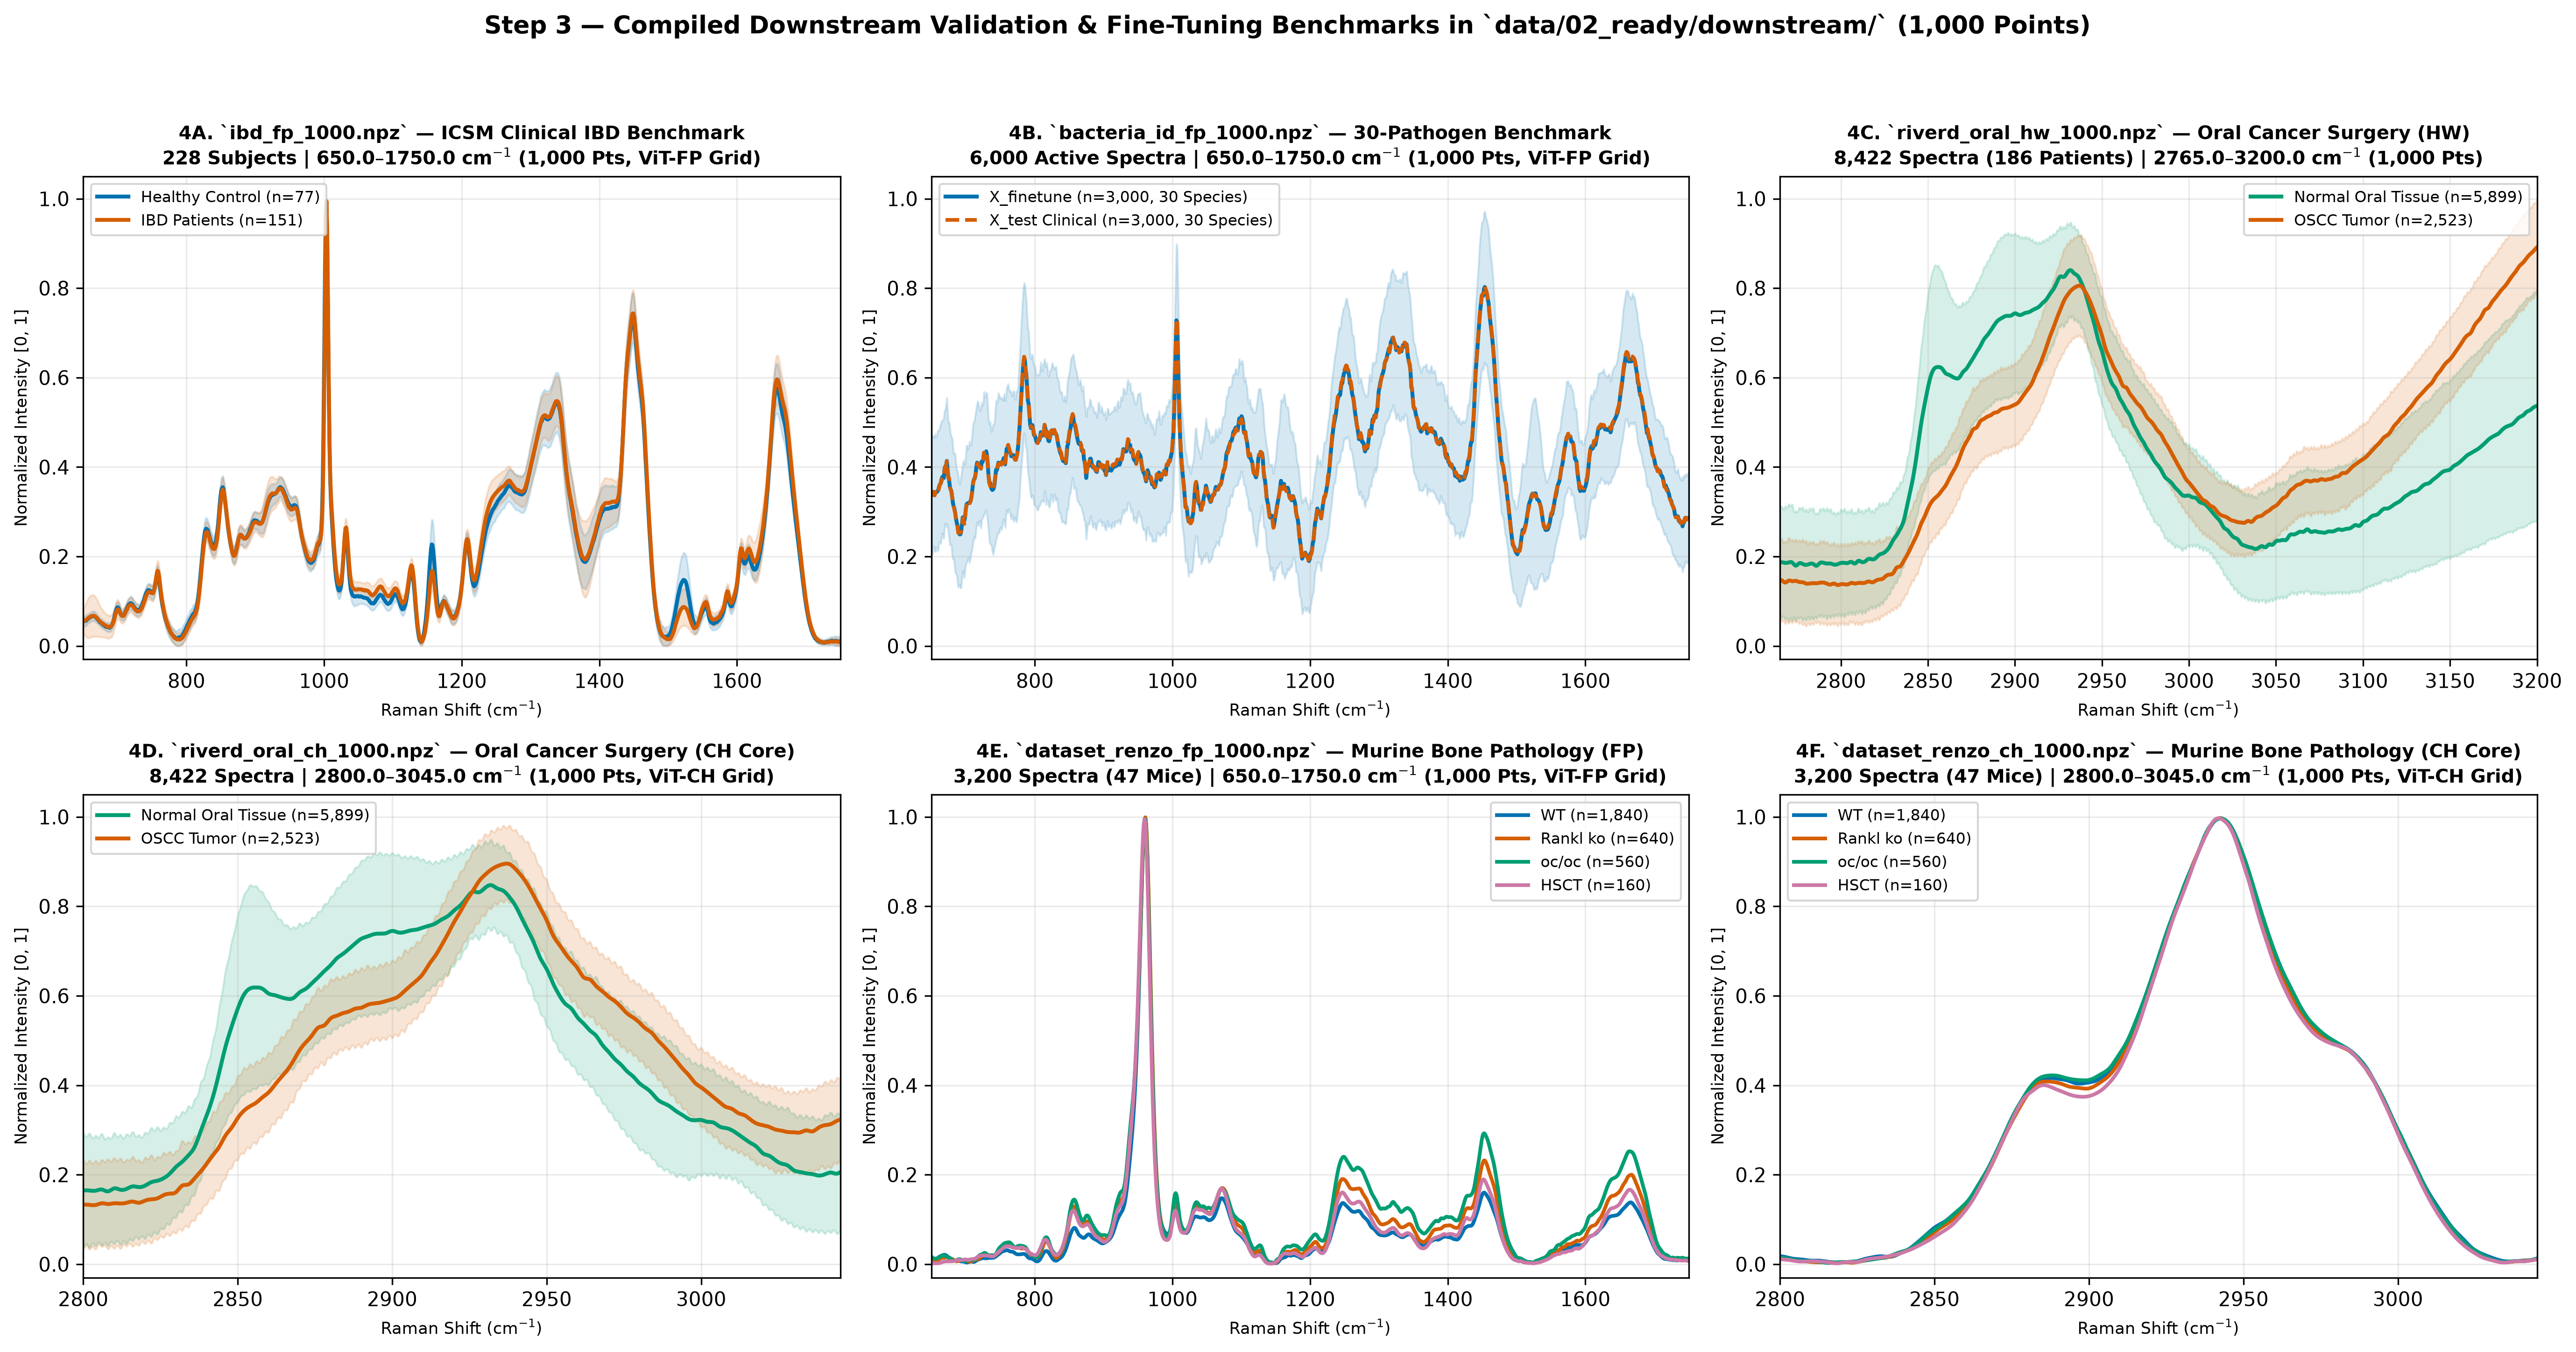 Step 3 — Compiled Downstream Validation & Fine-Tuning Benchmarks in `data/02_ready/downstream/` (1,000 Points)
4A. `ibd_fp_1000.npz` — ICSM Clinical IBD Benchmark
228 Subjects | 650.0–1750.0 cm⁻¹ (1,000 Pts, ViT-FP Grid)
Healthy Control (n=77)
IBD Patients (n=151)
Normalized Intensity [0, 1]
1.0
0.8
0.6
0.4
0.2
0.0
800 1000 1200 1400 1600
Raman Shift (cm⁻¹)
4B. `bacteria_id_fp_1000.npz` — 30-Pathogen Benchmark
6,000 Active Spectra | 650.0–1750.0 cm⁻¹ (1,000 Pts, ViT-FP Grid)
X_finetune (n=3,000, 30 Species)
X_test Clinical (n=3,000, 30 Species)
Normalized Intensity [0, 1]
1.0
0.8
0.6
0.4
0.2
0.0
800 1000 1200 1400 1600
Raman Shift (cm⁻¹)
4C. `riverd_oral_hw_1000.npz` — Oral Cancer Surgery (HW)
8,422 Spectra (186 Patients) | 2765.0–3200.0 cm⁻¹ (1,000 Pts)
Normal Oral Tissue (n=5,899)
OSCC Tumor (n=2,523)
Normalized Intensity [0, 1]
1.0
0.8
0.6
0.4
0.2
0.0
2800 2850 2900 2950 3000 3050 3100 3150 3200
Raman Shift (cm⁻¹)
4D. `riverd_oral_ch_1000.npz` — Oral Cancer Surgery (CH Core)
8,422 Spectra | 2800.0–3045.0 cm⁻¹ (1,000 Pts, ViT-CH Grid)
Normal Oral Tissue (n=5,899)
OSCC Tumor (n=2,523)
Normalized Intensity [0, 1]
1.0
0.8
0.6
0.4
0.2
0.0
2800 2850 2900 2950 3000
Raman Shift (cm⁻¹)
4E. `dataset_renzo_fp_1000.npz` — Murine Bone Pathology (FP)
3,200 Spectra (47 Mice) | 650.0–1750.0 cm⁻¹ (1,000 Pts, ViT-FP Grid)
WT (n=1,840)
Rankl ko (n=640)
oc/oc (n=560)
HSCT (n=160)
Normalized Intensity [0, 1]
1.0
0.8
0.6
0.4
0.2
0.0
800 1000 1200 1400 1600
Raman Shift (cm⁻¹)
4F. `dataset_renzo_ch_1000.npz` — Murine Bone Pathology (CH Core)
3,200 Spectra (47 Mice) | 2800.0–3045.0 cm⁻¹ (1,000 Pts, ViT-CH Grid)
WT (n=1,840)
Rankl ko (n=640)
oc/oc (n=560)
HSCT (n=160)
Normalized Intensity [0, 1]
1.0
0.8
0.6
0.4
0.2
0.0
2800 2850 2900 2950 3000
Raman Shift (cm⁻¹)